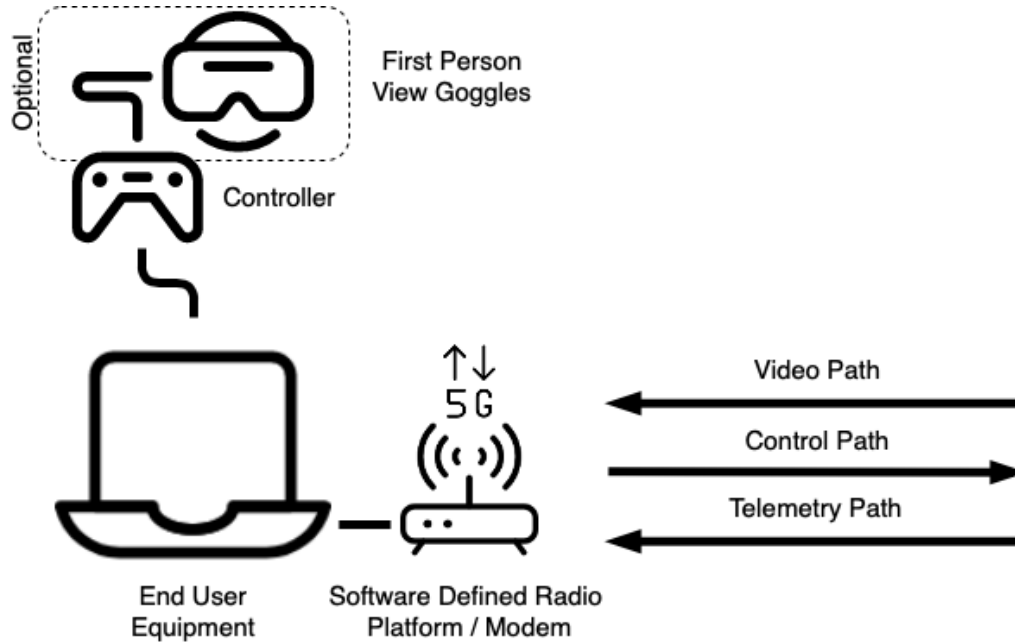 Optional
First Person
View Goggles
Controller
5G
Video Path
Control Path
Telemetry Path
End User
Equipment
Software Defined Radio
Platform / Modem